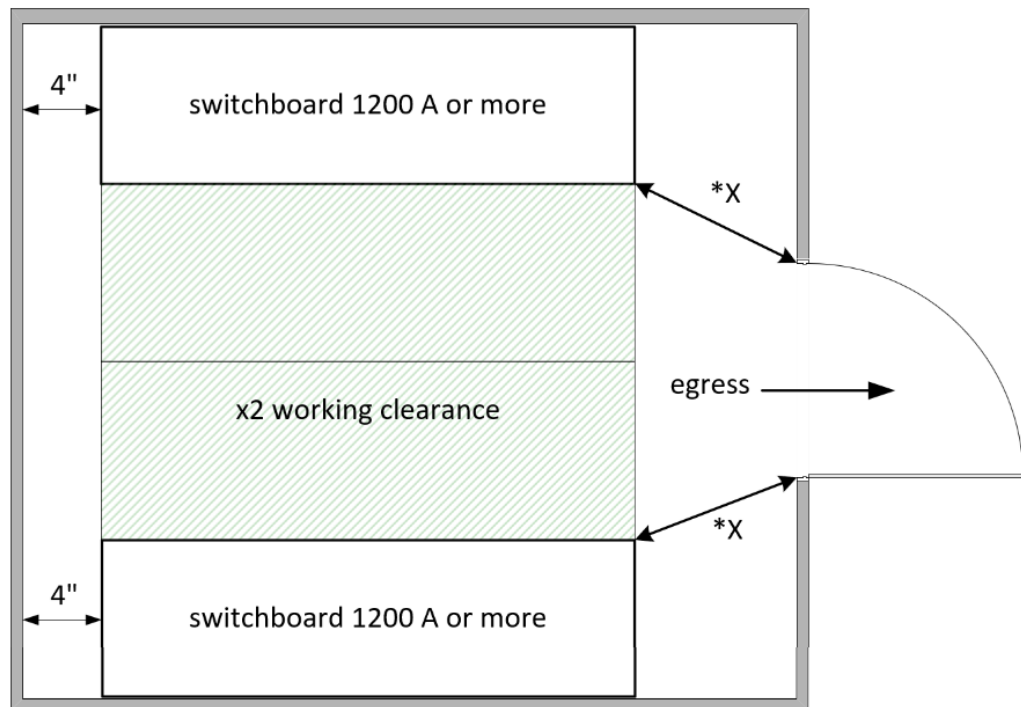 4"
switchboard 1200 A or more
*X
egress
x2 working clearance
*X
4"
switchboard 1200 A or more